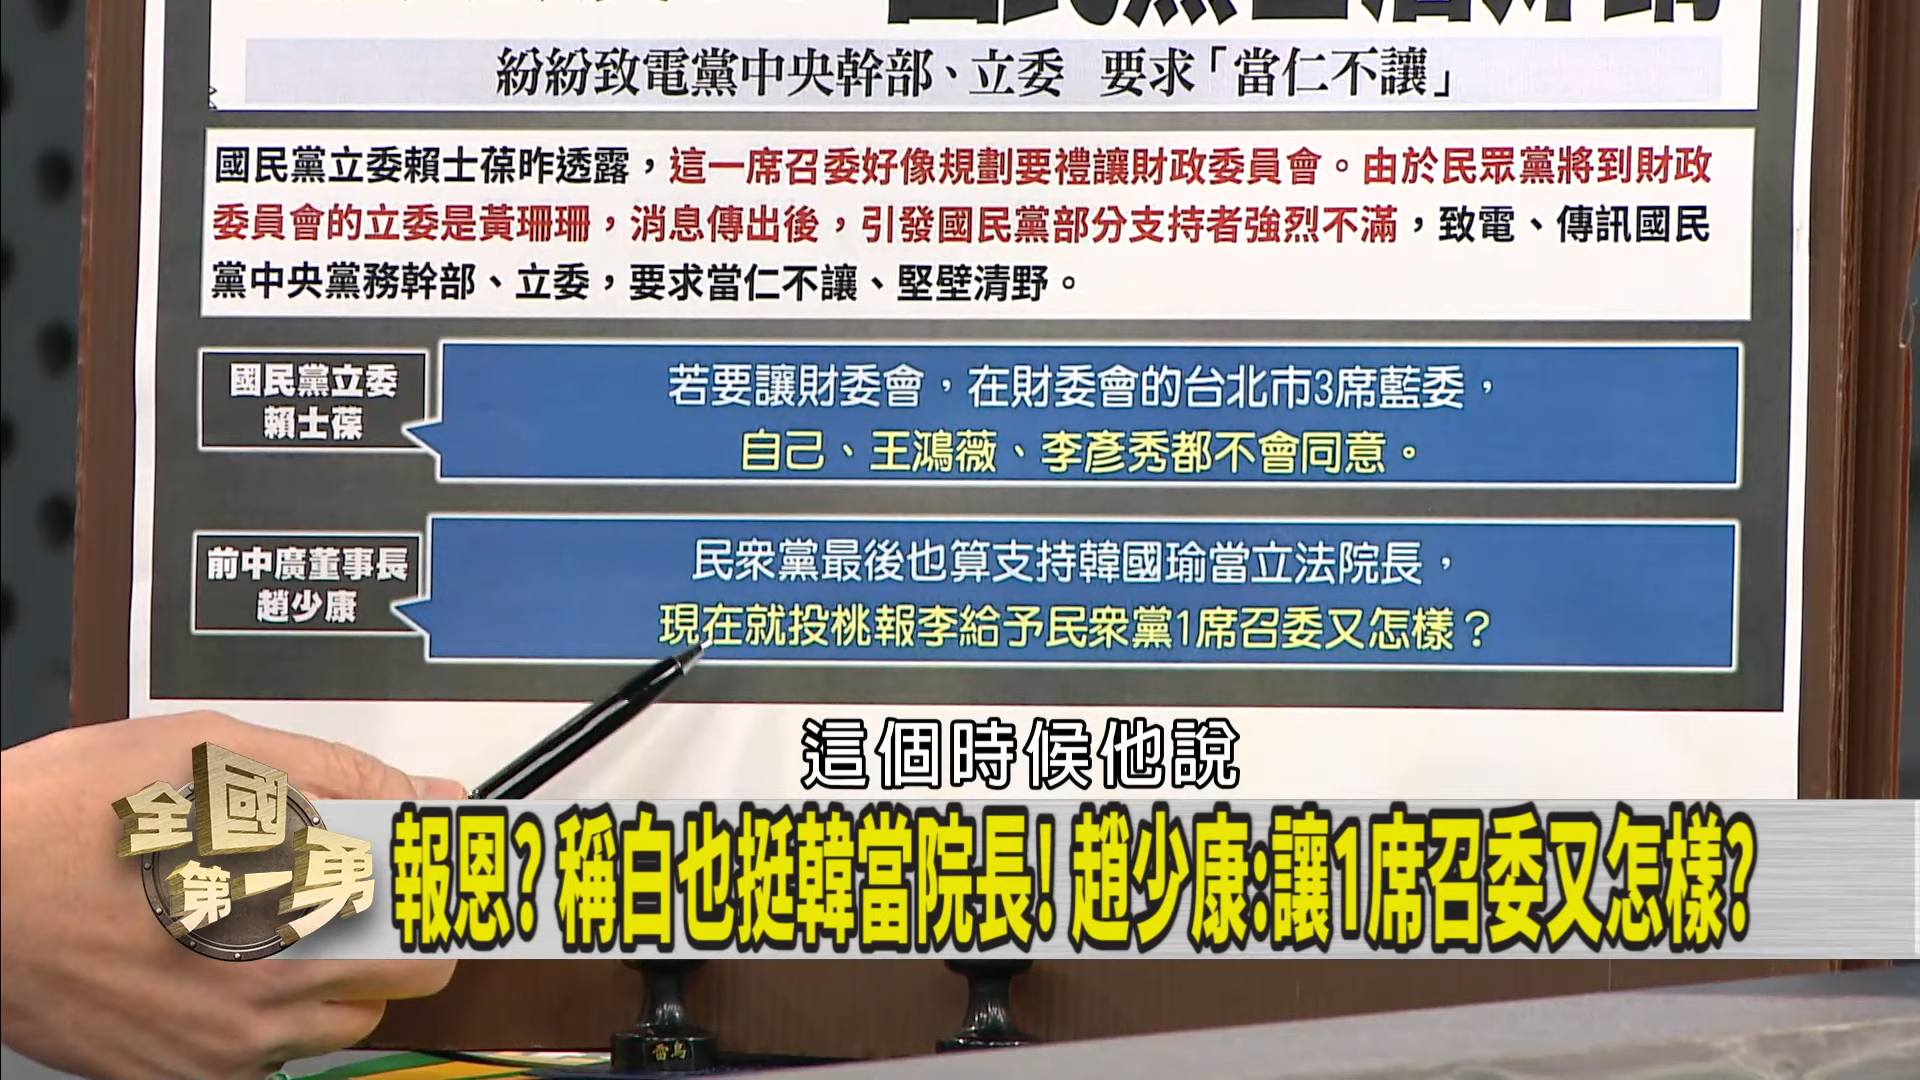 紛紛致電黨中央幹部、立委 要求「當仁不讓」
國民黨立委賴士葆昨透露，這一席召委好像規劃要禮讓財政委員會。由於民眾黨將到財政
委員會的立委是黃珊珊，消息傳出後，引發國民黨部分支持者強烈不滿，致電、傳訊國民
黨中央黨務幹部、立委，要求當仁不讓、堅壁清野。
國民黨立委
賴士葆
若要讓財委會，在財委會的台北市3席藍委，
自己、王鴻薇、李彥秀都不會同意。
前中廣董事長
趙少康
民眾黨最後也算支持韓國瑜當立法院長，
現在就投桃報李給予民眾黨1席召委又怎樣？
這個時候他說
全國第一勇
報恩?稱白也挺韓當院長!趙少康:讓1席召委又怎樣?